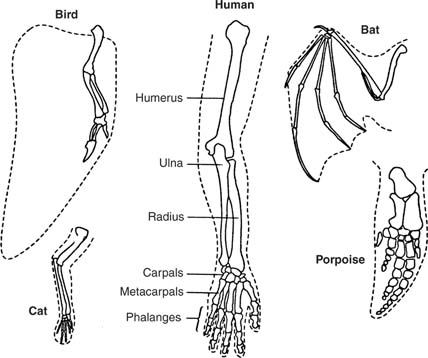 Bird
Human
Bat
Humerus
Ulna
Radius
Carpals
Metacarpals
Phalanges
Cat
Porpoise